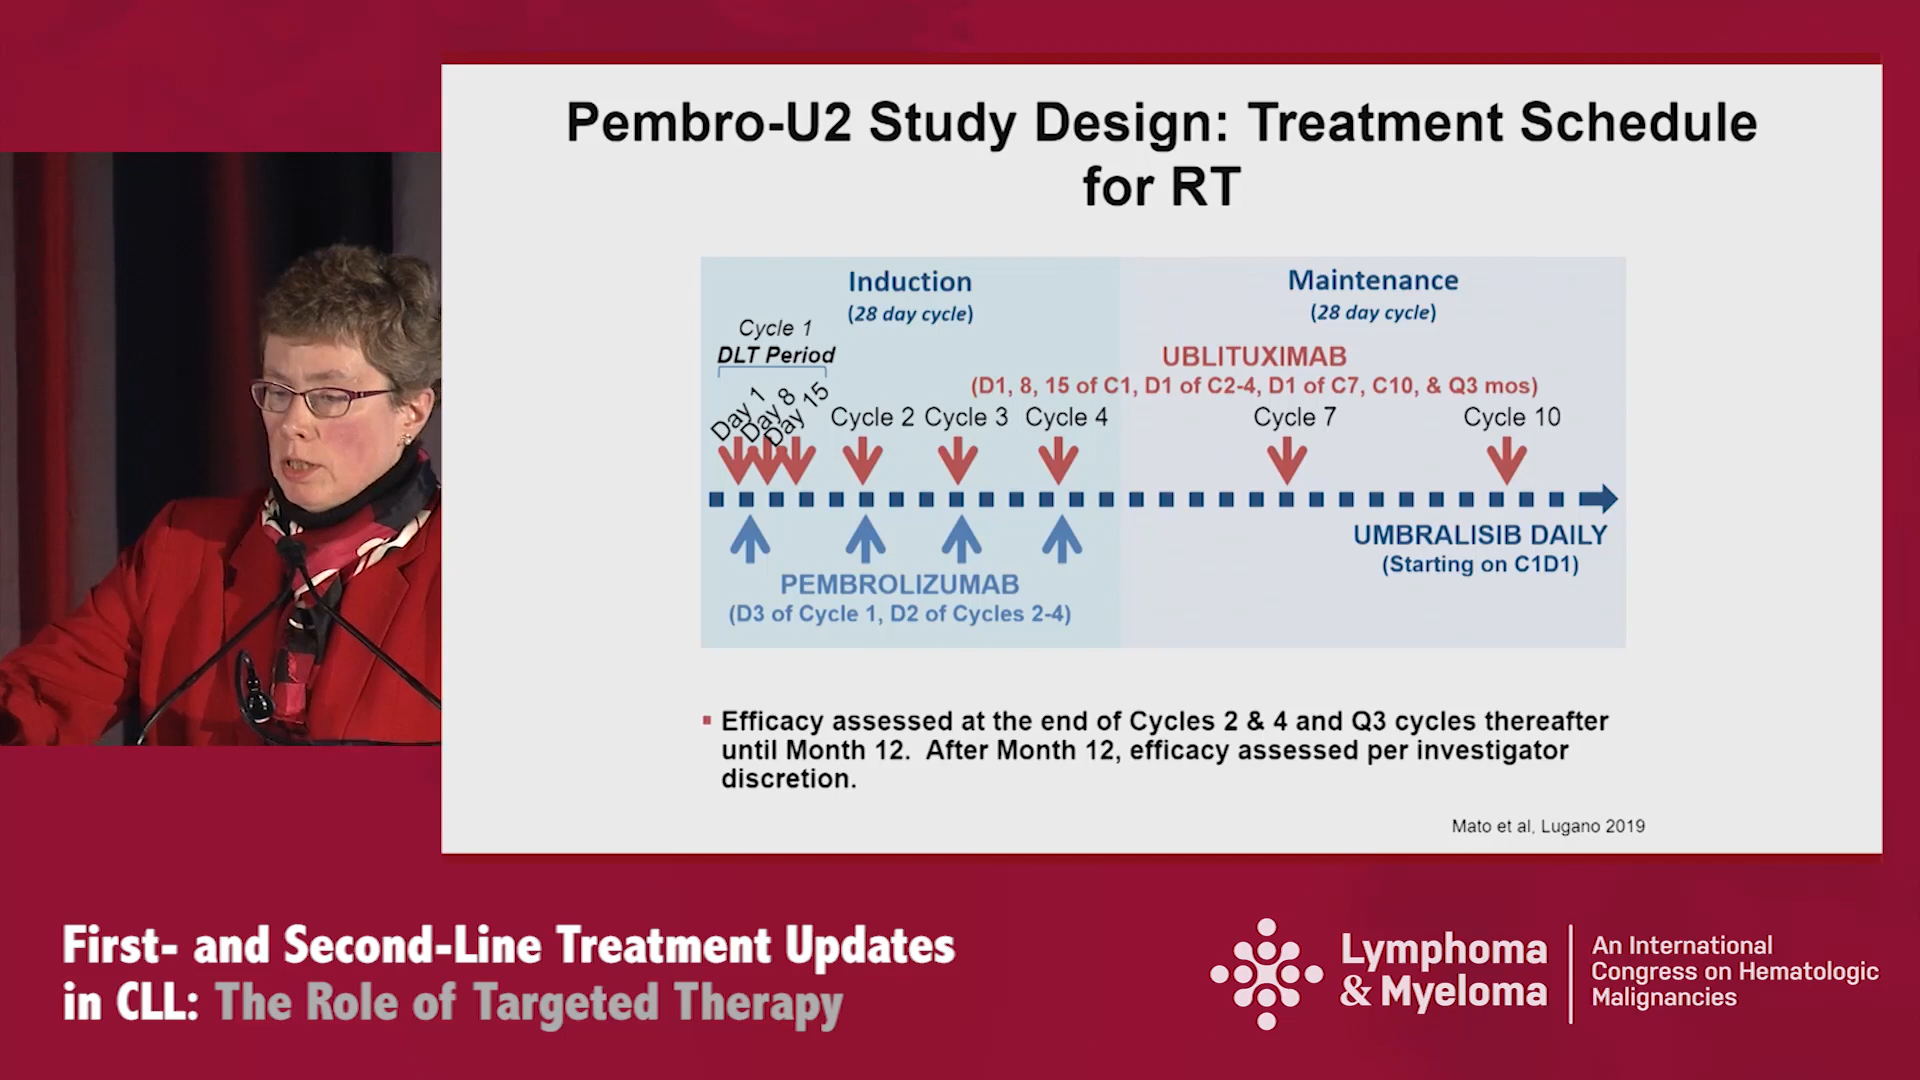 Pembro-U2 Study Design: Treatment Schedule
for RT
Induction
(28 day cycle)
Maintenance
(28 day cycle)
Cycle 1
DLT Period
UBLITUXIMAB
(D1, 8, 15 of C1, D1 of C2-4, D1 of C7, C10, & Q3 mos)
Day 1
Day 8
Day 15
Cycle 2
Cycle 3
Cycle 4
Cycle 7
Cycle 10
UMBRALISIB DAILY
(Starting on C1D1)
PEMBROLIZUMAB
(D3 of Cycle 1, D2 of Cycles 2-4)
Efficacy assessed at the end of Cycles 2 & 4 and Q3 cycles thereafter
until Month 12. After Month 12, efficacy assessed per investigator
discretion.
Mato et al, Lugano 2019
First- and Second-Line Treatment Updates
in CLL: The Role of Targeted Therapy
Lymphoma
& Myeloma
An International
Congress on Hematologic
Malignancies